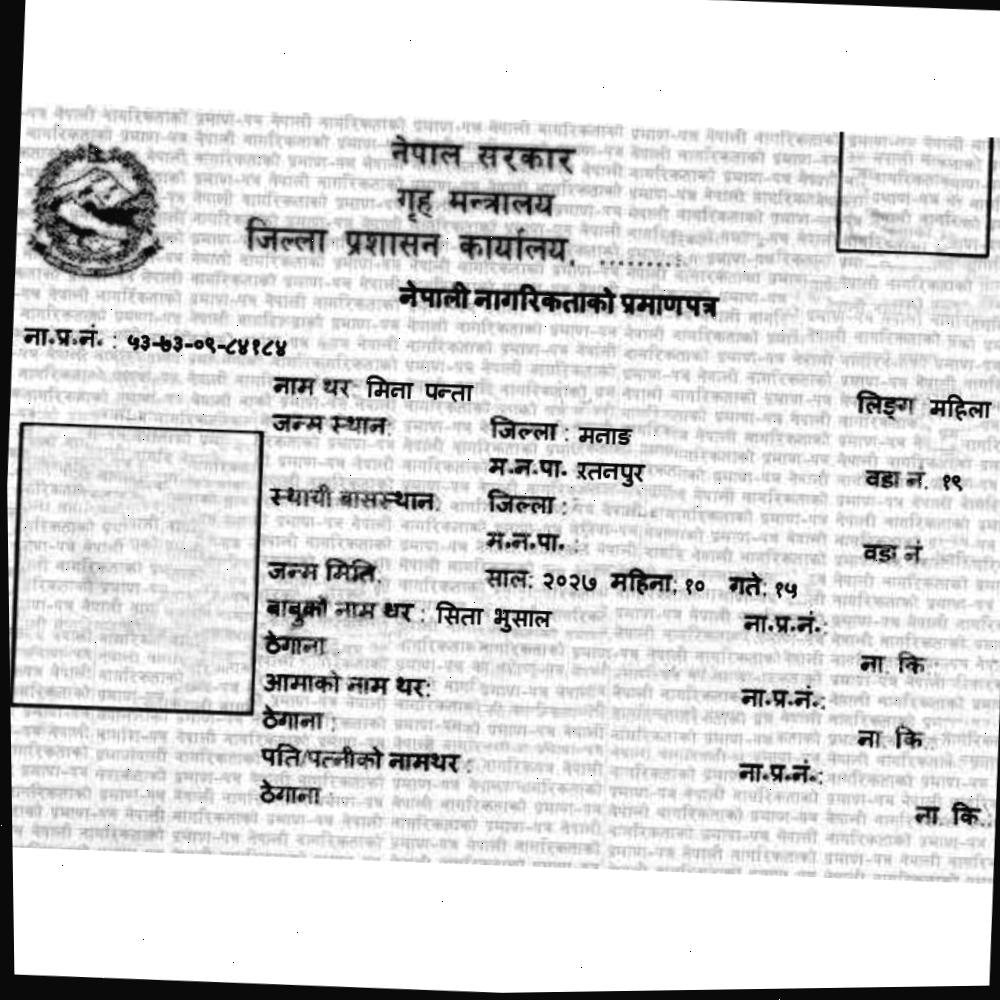 नेपाल सरकार
गृह मन्त्रालय
जिल्ला प्रशासन कार्यालय, ..........
नेपाली नागरिकताको प्रमाणपत्र
ना.प्र.नं. : ५३-७३-०९-८४१८४
नाम थर: मिना पन्ता लिङ्ग महिला
जन्म स्थान: जिल्ला : मनाङ
म.न.पा. रतनपुर वडा नं. १९
स्थायी बासस्थान: जिल्ला :
म.न.पा. : वडा नं.
जन्म मिति: साल: २०२७ महिना: १० गते: १५
बाबुको नाम थर : सिता भुसाल ना.प्र.नं.:
ठेगाना : ना. कि.:
आमाको नाम थर: ना.प्र.नं.:
ठेगाना : ना. कि.:
पति/पत्नीको नामथर : ना.प्र.नं.:
ठेगाना : ना. कि.: